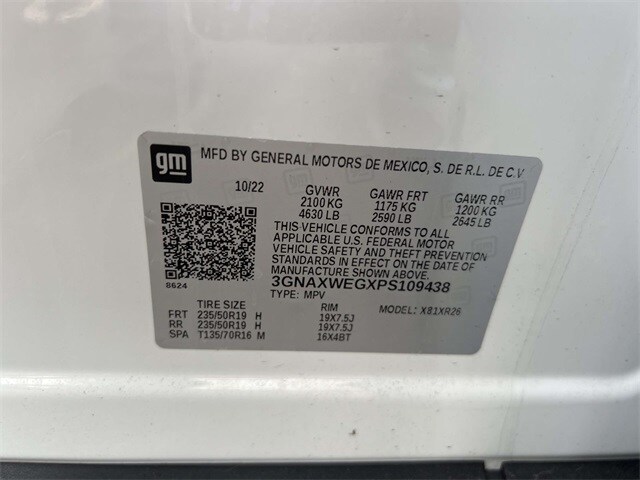 gm MFD BY GENERAL MOTORS DE MEXICO, S. DE R.L. DE C.V
10/22 GVWR GAWR FRT GAWR RR
2100 KG 1175 KG 1200 KG
4630 LB 2590 LB 2645 LB
THIS VEHICLE CONFORMS TO ALL
APPLICABLE U.S. FEDERAL MOTOR
VEHICLE SAFETY AND THEFT PREVENTION
STANDARDS IN EFFECT ON THE DATE OF
MANUFACTURE SHOWN ABOVE.
8624 3GNAXWEGXPS109438
TYPE: MPV MODEL: X81XR26
TIRE SIZE RIM
FRT 235/50R19 H 19X7.5J
RR 235/50R19 H 19X7.5J
SPA T135/70R16 M 16X4BT